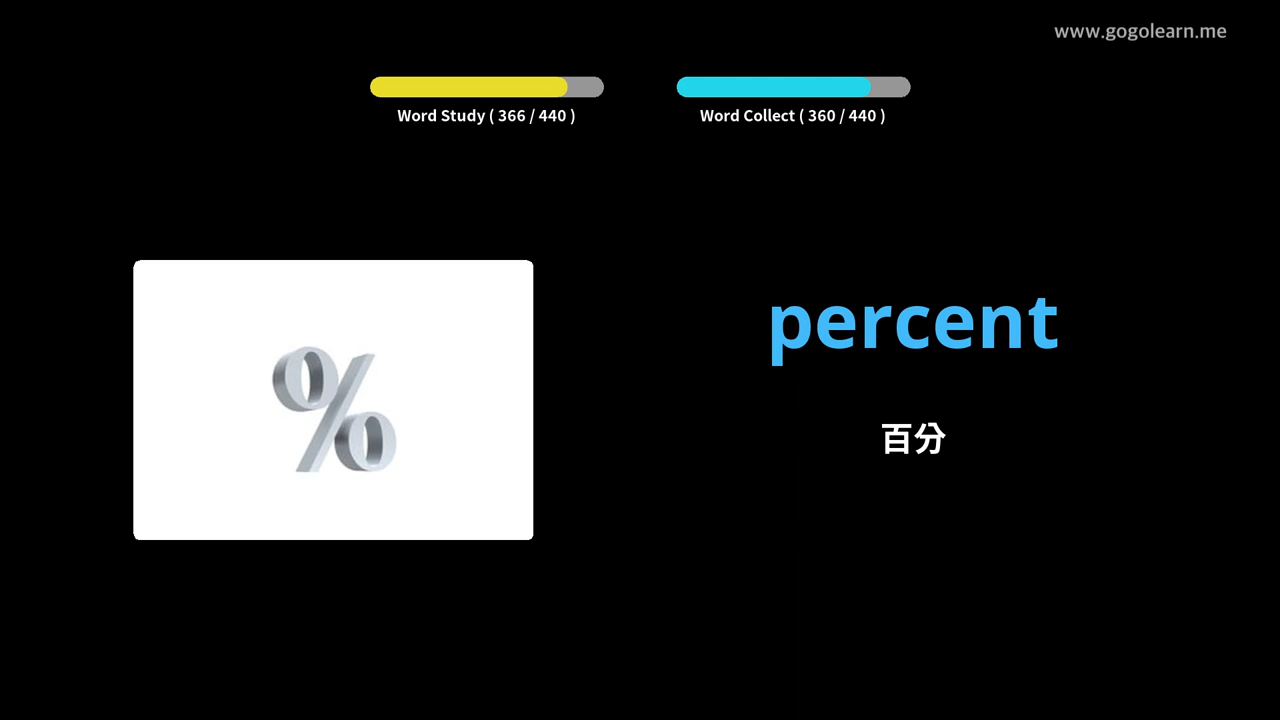 www.gogolearn.me
Word Study ( 366 / 440 )
Word Collect ( 360 / 440 )
%
percent
百分